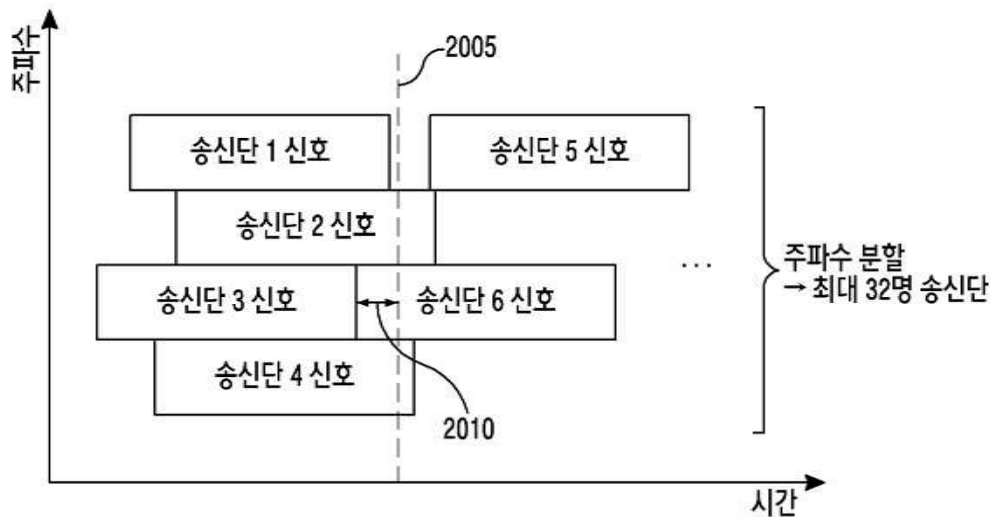 주파수
2005
송신단 1 신호
송신단 5 신호
송신단 2 신호
송신단 3 신호
송신단 6 신호
...
주파수 분할
→ 최대 32명 송신단
송신단 4 신호
2010
시간